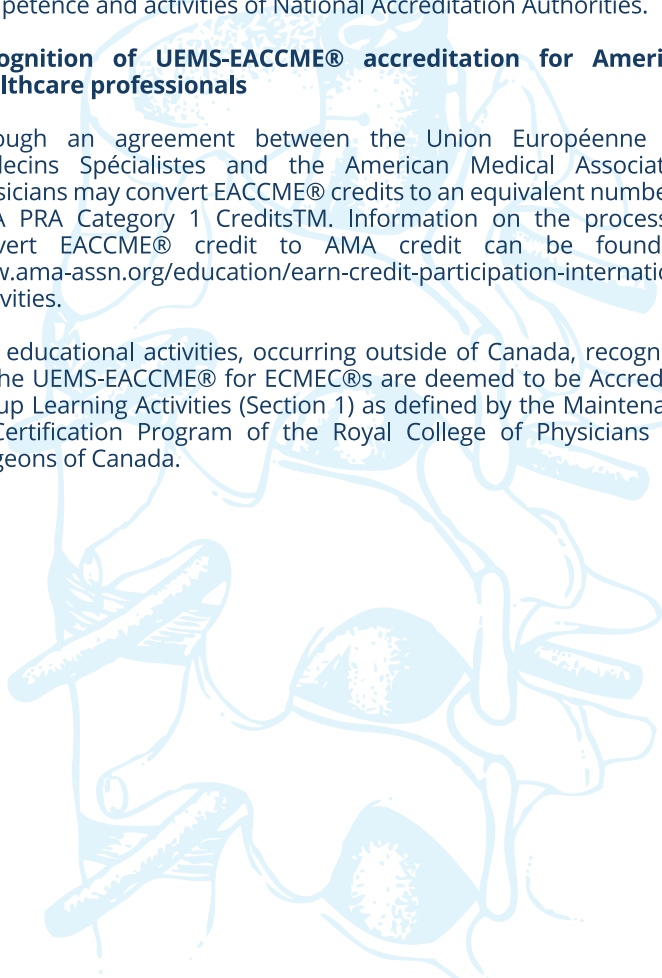 petence and activities of National Accreditation Authorities.
ognition of UEMS-EACCME® accreditation for Ameri
lthcare professionals
ough an agreement between the Union Européenne
decins Spécialistes and the American Medical Associat
sicians may convert EACCME® credits to an equivalent numbe
A PRA Category 1 CreditsTM. Information on the process
vert EACCME® credit to AMA credit can be found
w.ama-assn.org/education/earn-credit-participation-internatio
vities.
educational activities, occurring outside of Canada, recogn
he UEMS-EACCME® for ECMEC®s are deemed to be Accred
up Learning Activities (Section 1) as defined by the Maintena
Certification Program of the Royal College of Physicians
geons of Canada.